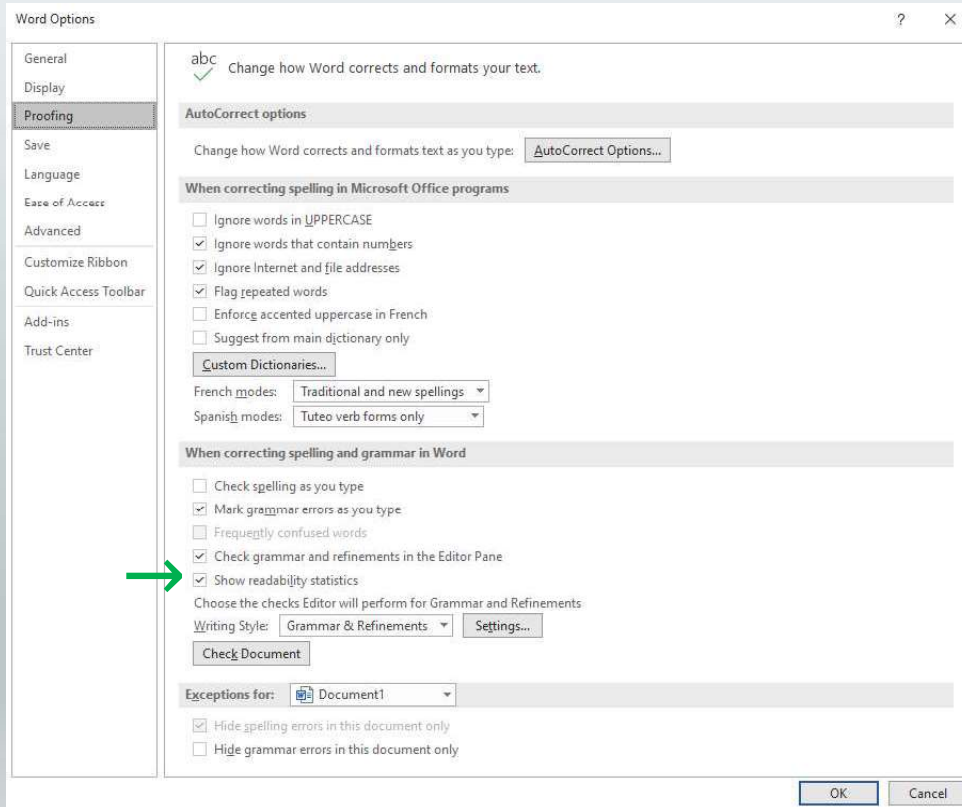 Word Options
?
General
Display
Proofing
Save
Language
Ease of Access
Advanced
Customize Ribbon
Quick Access Toolbar
Add-ins
Trust Center
abc
Change how Word corrects and formats your text.
AutoCorrect options
Change how Word corrects and formats text as you type: AutoCorrect Options...
When correcting spelling in Microsoft Office programs
Ignore words in UPPERCASE
Ignore words that contain numbers
Ignore Internet and file addresses
Flag repeated words
Enforce accented uppercase in French
Suggest from main dictionary only
Custom Dictionaries...
French modes: Traditional and new spellings
Spanish modes: Tuteo verb forms only
When correcting spelling and grammar in Word
Check spelling as you type
Mark grammar errors as you type
Frequently confused words
Check grammar and refinements in the Editor Pane
Show readability statistics
Choose the checks Editor will perform for Grammar and Refinements
Writing Style: Grammar & Refinements Settings...
Check Document
Exceptions for: Document1
Hide spelling errors in this document only
Hide grammar errors in this document only
OK Cancel